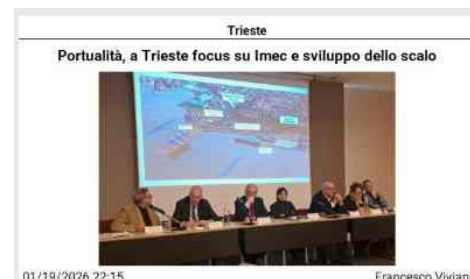 Trieste
Portualità, a Trieste focus su Imec e sviluppo dello scalo
01/19/2026 22:15
Francesco Vivian